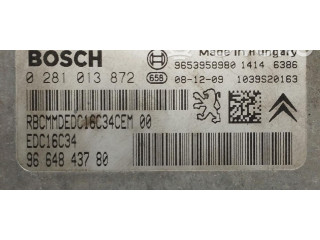 BOSCH
Made in Hungary
9653958980 1414 6386
0 281 013 872
656 08-12-09 1039S20163
RBCMMDEDC16C34CEM 00
EDC16C34
96 648 437 80